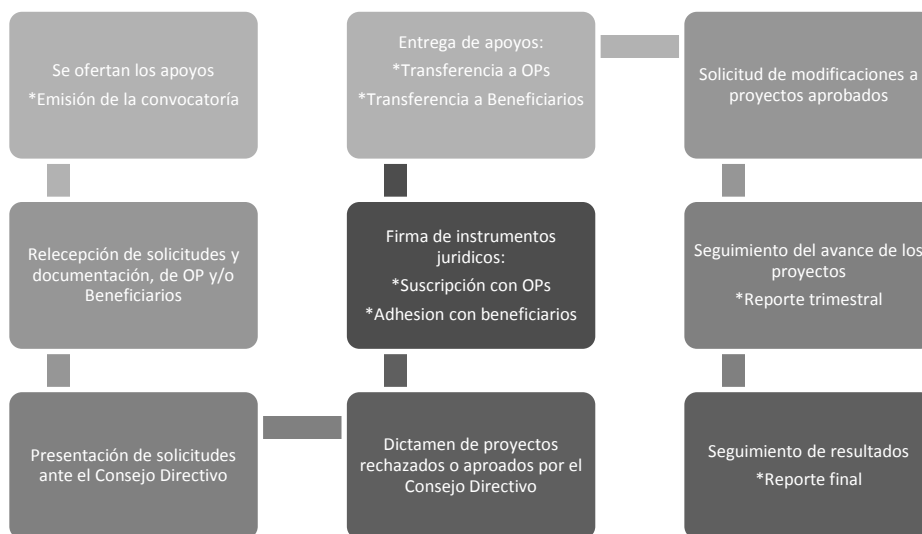 Se ofertan los apoyos
*Emisión de la convocatoría
Relecepción de solicitudes y
documentación, de OP y/o
Beneficiarios
Presentación de solicitudes
ante el Consejo Directivo
Dictamen de proyectos
rechazados o aproados por el
Consejo Directivo
Firma de instrumentos
juridicos:
*Suscripción con OPs
*Adhesion con beneficiarios
Entrega de apoyos:
*Transferencia a OPs
*Transferencia a Beneficiarios
Solicitud de modificaciones a
proyectos aprobados
Seguimiento del avance de los
proyectos
*Reporte trimestral
Seguimiento de resultados
*Reporte final